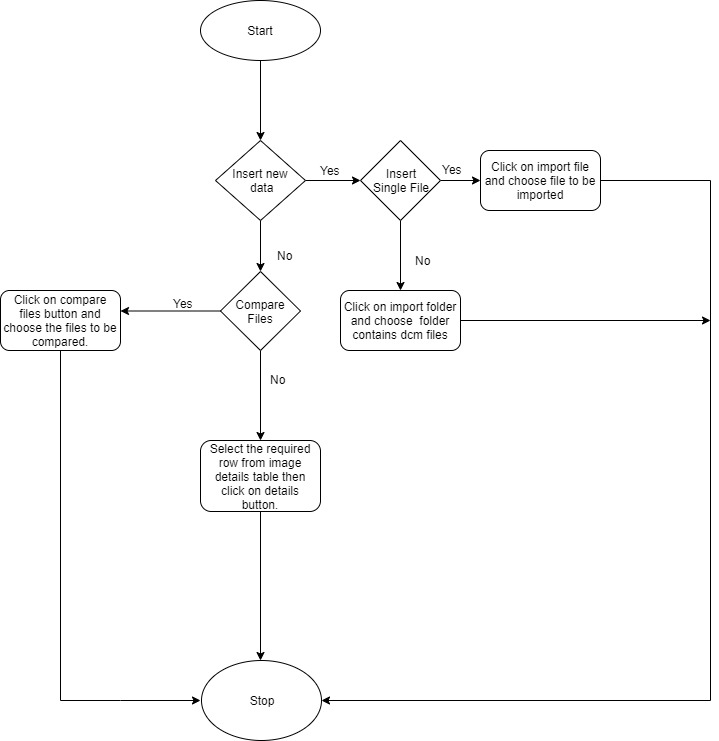 Start
Insert new
data
Yes
Insert
Single File
Yes
Click on import file
and choose file to be
imported
No
No
Click on compare
files button and
choose the files to be
compared.
Yes
Compare
Files
Click on import folder
and choose folder
contains dcm files
No
Select the required
row from image
details table then
click on details
button.
Stop